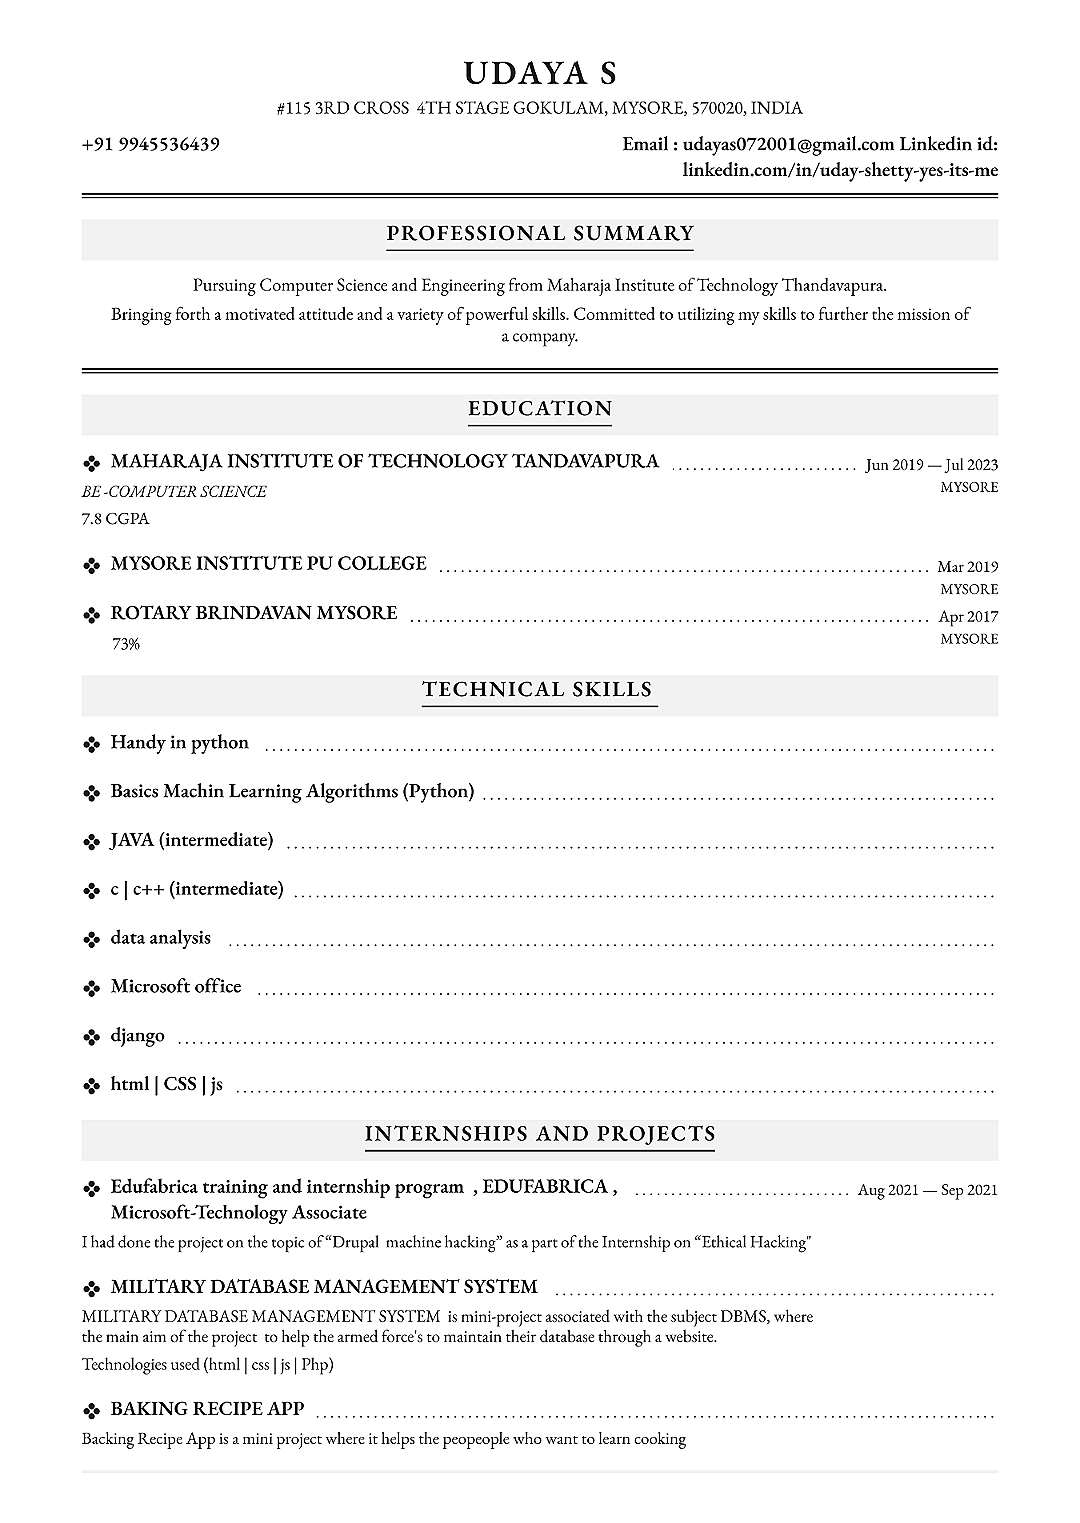 UDAYA S
#115 3RD CROSS 4TH STAGE GOKULAM, MYSORE, 570020, INDIA
+91 9945536439
Email : udayas072001@gmail.com Linkedin id:
linkedin.com/in/uday-shetty-yes-its-me
PROFESSIONAL SUMMARY
Pursuing Computer Science and Engineering from Maharaja Institute of Technology Thandavapura.
Bringing forth a motivated attitude and a variety of powerful skills. Committed to utilizing my skills to further the mission of
a company.
EDUCATION
❖ MAHARAJA INSTITUTE OF TECHNOLOGY TANDAVAPURA Jun 2019 — Jul 2023
BE -COMPUTER SCIENCE MYSORE
7.8 CGPA
❖ MYSORE INSTITUTE PU COLLEGE Mar 2019
MYSORE
❖ ROTARY BRINDAVAN MYSORE Apr 2017
73% MYSORE
TECHNICAL SKILLS
❖ Handy in python
❖ Basics Machin Learning Algorithms (Python)
❖ JAVA (intermediate)
❖ c | c++ (intermediate)
❖ data analysis
❖ Microsoft office
❖ django
❖ html | CSS | js
INTERNSHIPS AND PROJECTS
❖ Edufabrica training and internship program , EDUFABRICA , Aug 2021 — Sep 2021
Microsoft-Technology Associate
I had done the project on the topic of “Drupal machine hacking” as a part of the Internship on “Ethical Hacking"
❖ MILITARY DATABASE MANAGEMENT SYSTEM
MILITARY DATABASE MANAGEMENT SYSTEM is mini-project associated with the subject DBMS, where
the main aim of the project to help the armed force's to maintain their database through a website.
Technologies used (html | css | js | Php)
❖ BAKING RECIPE APP
Backing Recipe App is a mini project where it helps the peopeople who want to learn cooking